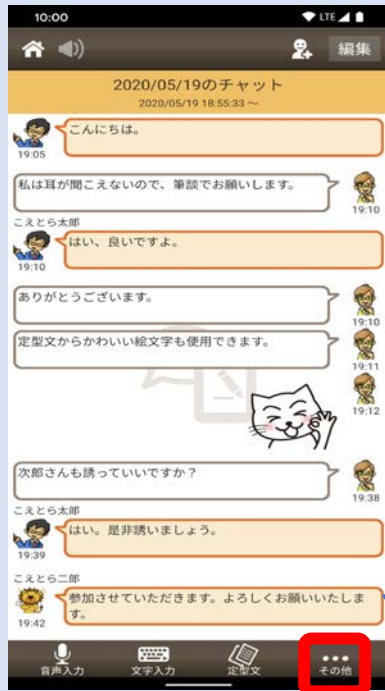 10:00
LTE
編集
2020/05/19のチャット
2020/05/19 18:55:33 ～
こんにちは。
19:05
私は耳が聞こえないので、筆談でお願いします。
19:10
こえとら太郎
はい、良いですよ。
19:10
ありがとうございます。
19:10
定型文からかわいい絵文字も使用できます。
19:11
19:12
次郎さんも誘っていいですか？
19:38
こえとら太郎
はい。是非誘いましょう。
19:39
こえとら二郎
参加させていただきます。よろしくお願いいたしま
す。
19:42
音声入力
文字入力
定型文
その他